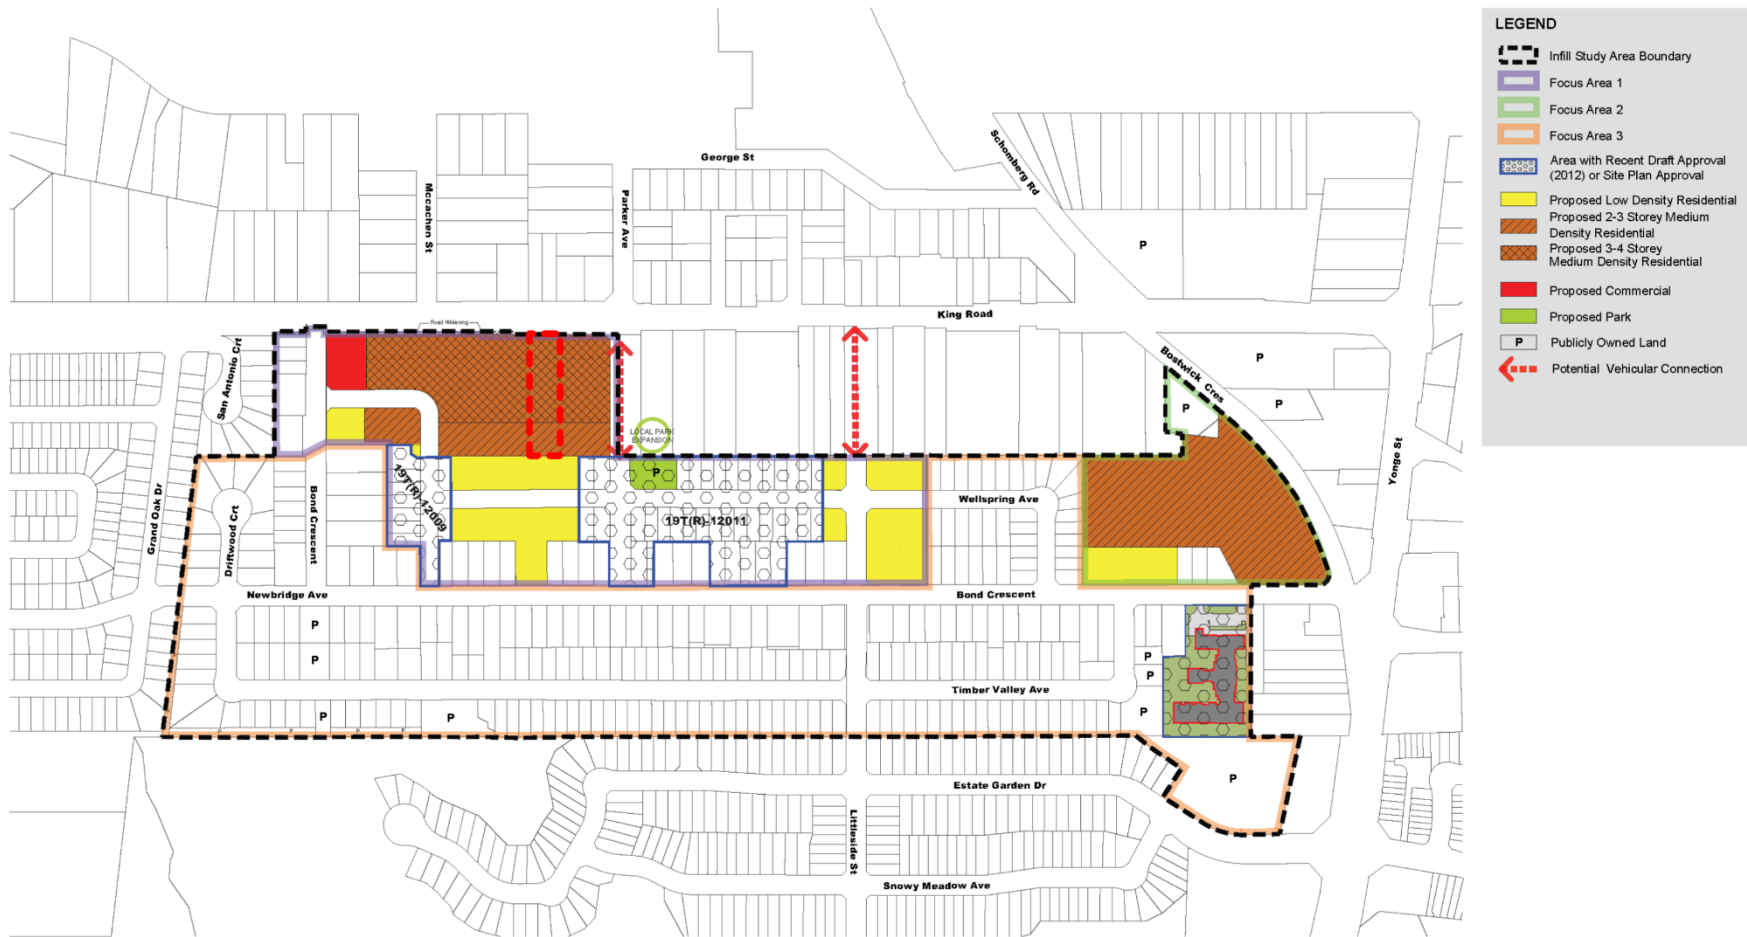 LEGEND
Infill Study Area Boundary
Focus Area 1
Focus Area 2
Focus Area 3
Area with Recent Draft Approval
(2012) or Site Plan Approval
Proposed Low Density Residential
Proposed 2-3 Storey Medium
Density Residential
Proposed 3-4 Storey
Medium Density Residential
Proposed Commercial
Proposed Park
P
Publicly Owned Land
Potential Vehicular Connection
George St
Schomberg Rd
Mccachen St
Parker Ave
P
King Road
Road Widening
San Antonio Crt
Bostwick Cres
P
P
P
LOCAL PARK
EXPANSION
Yonge St
P
19T(R)-12009
19T(R)-12011
Wellspring Ave
Grand Oak Dr
Driftwood Crt
Bond Crescent
Newbridge Ave
Bond Crescent
P
P
P
P
Timber Valley Ave
P
P
P
P
P
P
P
P
Estate Garden Dr
Littleside St
Snowy Meadow Ave